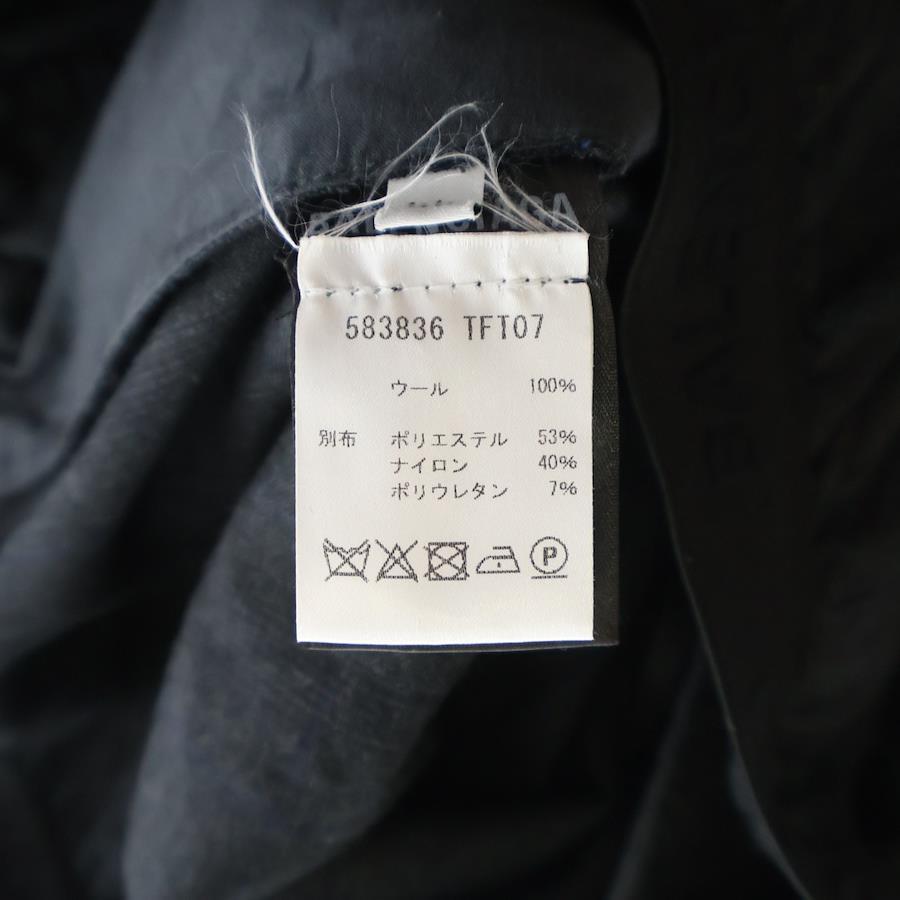 583836 TFT07
ウール 100%
別布 ポリエステル 53%
ナイロン 40%
ポリウレタン 7%
P